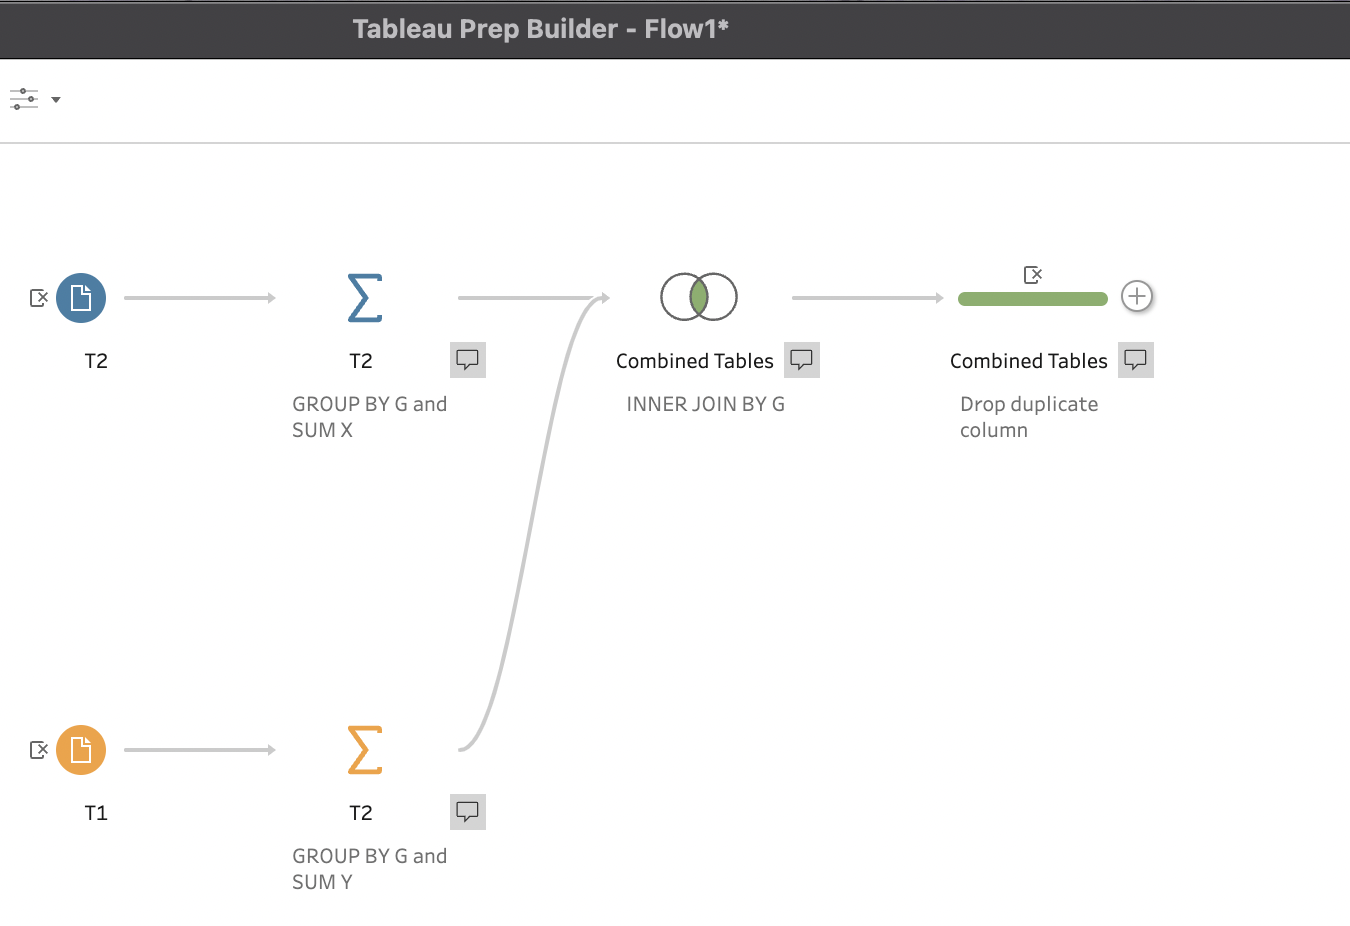 Tableau Prep Builder - Flow1*
T2
T2
GROUP BY G and
SUM X
Combined Tables
INNER JOIN BY G
Combined Tables
Drop duplicate
column
T1
T2
GROUP BY G and
SUM Y